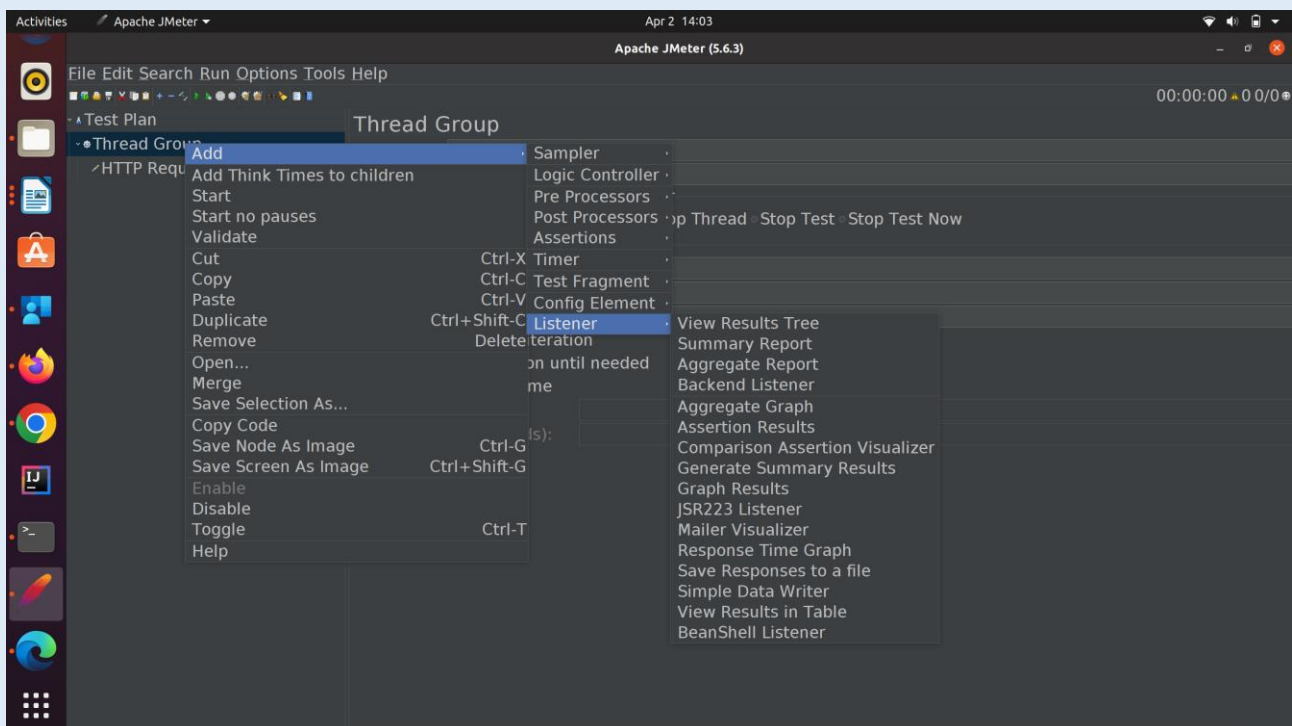 Activities Apache JMeter Apr 2 14:03
Apache JMeter (5.6.3)
File Edit Search Run Options Tools Help
00:00:00 0 0/0
Test Plan
Thread Group
Thread Group
HTTP Requ
Add
Add Think Times to children
Start
Start no pauses
Validate
Cut Ctrl-X
Copy Ctrl-C
Paste Ctrl-V
Duplicate Ctrl+Shift-C
Remove Delete
Open...
Merge
Save Selection As...
Copy Code
Save Node As Image Ctrl-G
Save Screen As Image Ctrl+Shift-G
Enable
Disable
Toggle Ctrl-T
Help
Sampler
Logic Controller
Pre Processors
Post Processors
Assertions
Timer
Test Fragment
Config Element
Listener
p Thread Stop Test Stop Test Now
teration
on until needed
me
ls):
View Results Tree
Summary Report
Aggregate Report
Backend Listener
Aggregate Graph
Assertion Results
Comparison Assertion Visualizer
Generate Summary Results
Graph Results
JSR223 Listener
Mailer Visualizer
Response Time Graph
Save Responses to a file
Simple Data Writer
View Results in Table
BeanShell Listener
IJ